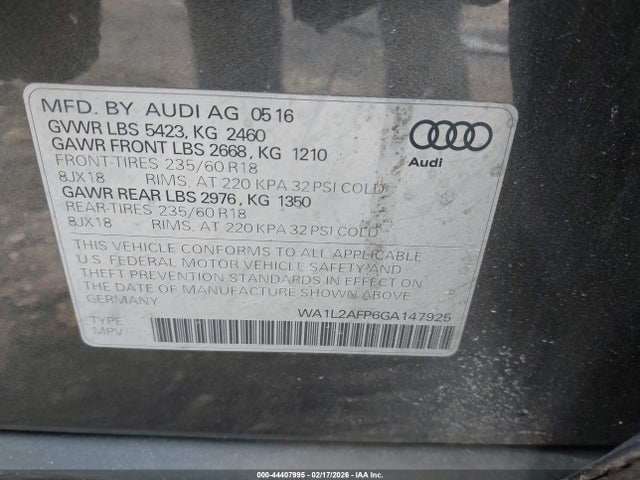 MFD. BY AUDI AG 05 16
GVWR LBS 5423, KG 2460
GAWR FRONT LBS 2668, KG 1210
FRONT-TIRES 235/60 R18
8JX18 RIMS, AT 220 KPA 32 PSI COLD
GAWR REAR LBS 2976, KG 1350
REAR-TIRES 235/60 R18
8JX18 RIMS, AT 220 KPA 32 PSI COLD
THIS VEHICLE CONFORMS TO ALL APPLICABLE
U.S. FEDERAL MOTOR VEHICLE SAFETY AND
THEFT PREVENTION STANDARDS IN EFFECT ON
THE DATE OF MANUFACTURE SHOWN ABOVE
GERMANY
WA1L2AFP6GA147925
TYPE
MPV
Audi
000-44407995 - 02/17/2026 - IAA Inc.